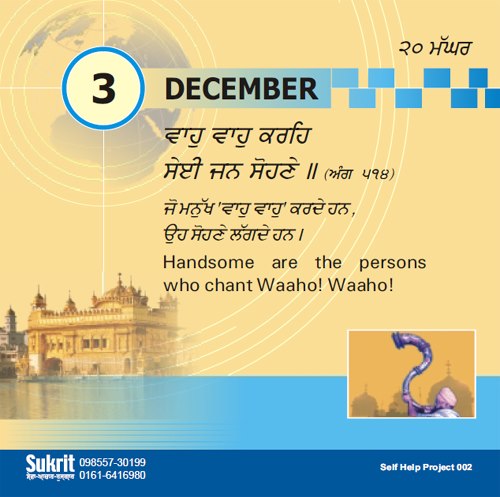 ੨੦ ਮੱਘਰ
3 DECEMBER
ਵਾਹੁ ਵਾਹੁ ਕਰਹਿ
ਸੇਈ ਜਨ ਸੋਹਣੇ ॥ (ਅੰਗ ੫੧੪)
ਜੋ ਮਨੁੱਖ 'ਵਾਹੁ ਵਾਹੁ' ਕਰਦੇ ਹਨ,
ਉਹ ਸੋਹਣੇ ਲੱਗਦੇ ਹਨ।
Handsome are the persons
who chant Waaho! Waaho!
Sukrit 098557-30199
ਸੋਚ-ਆਚਾਰ-ਰੁਜ਼ਗਾਰ 0161-6416980
Self Help Project 002